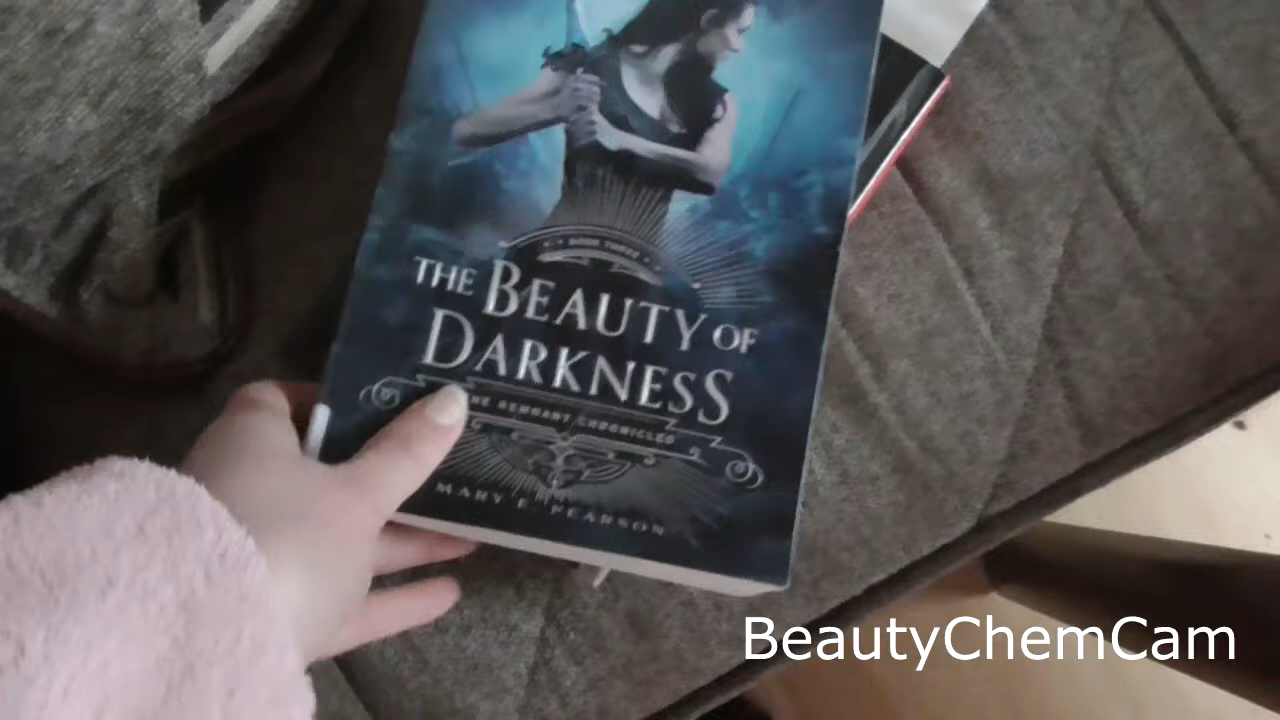 BOOK THREE
THE BEAUTY OF
DARKNESS
THE REMNANT CHRONICLES
MARY E. PEARSON
BeautyChemCam